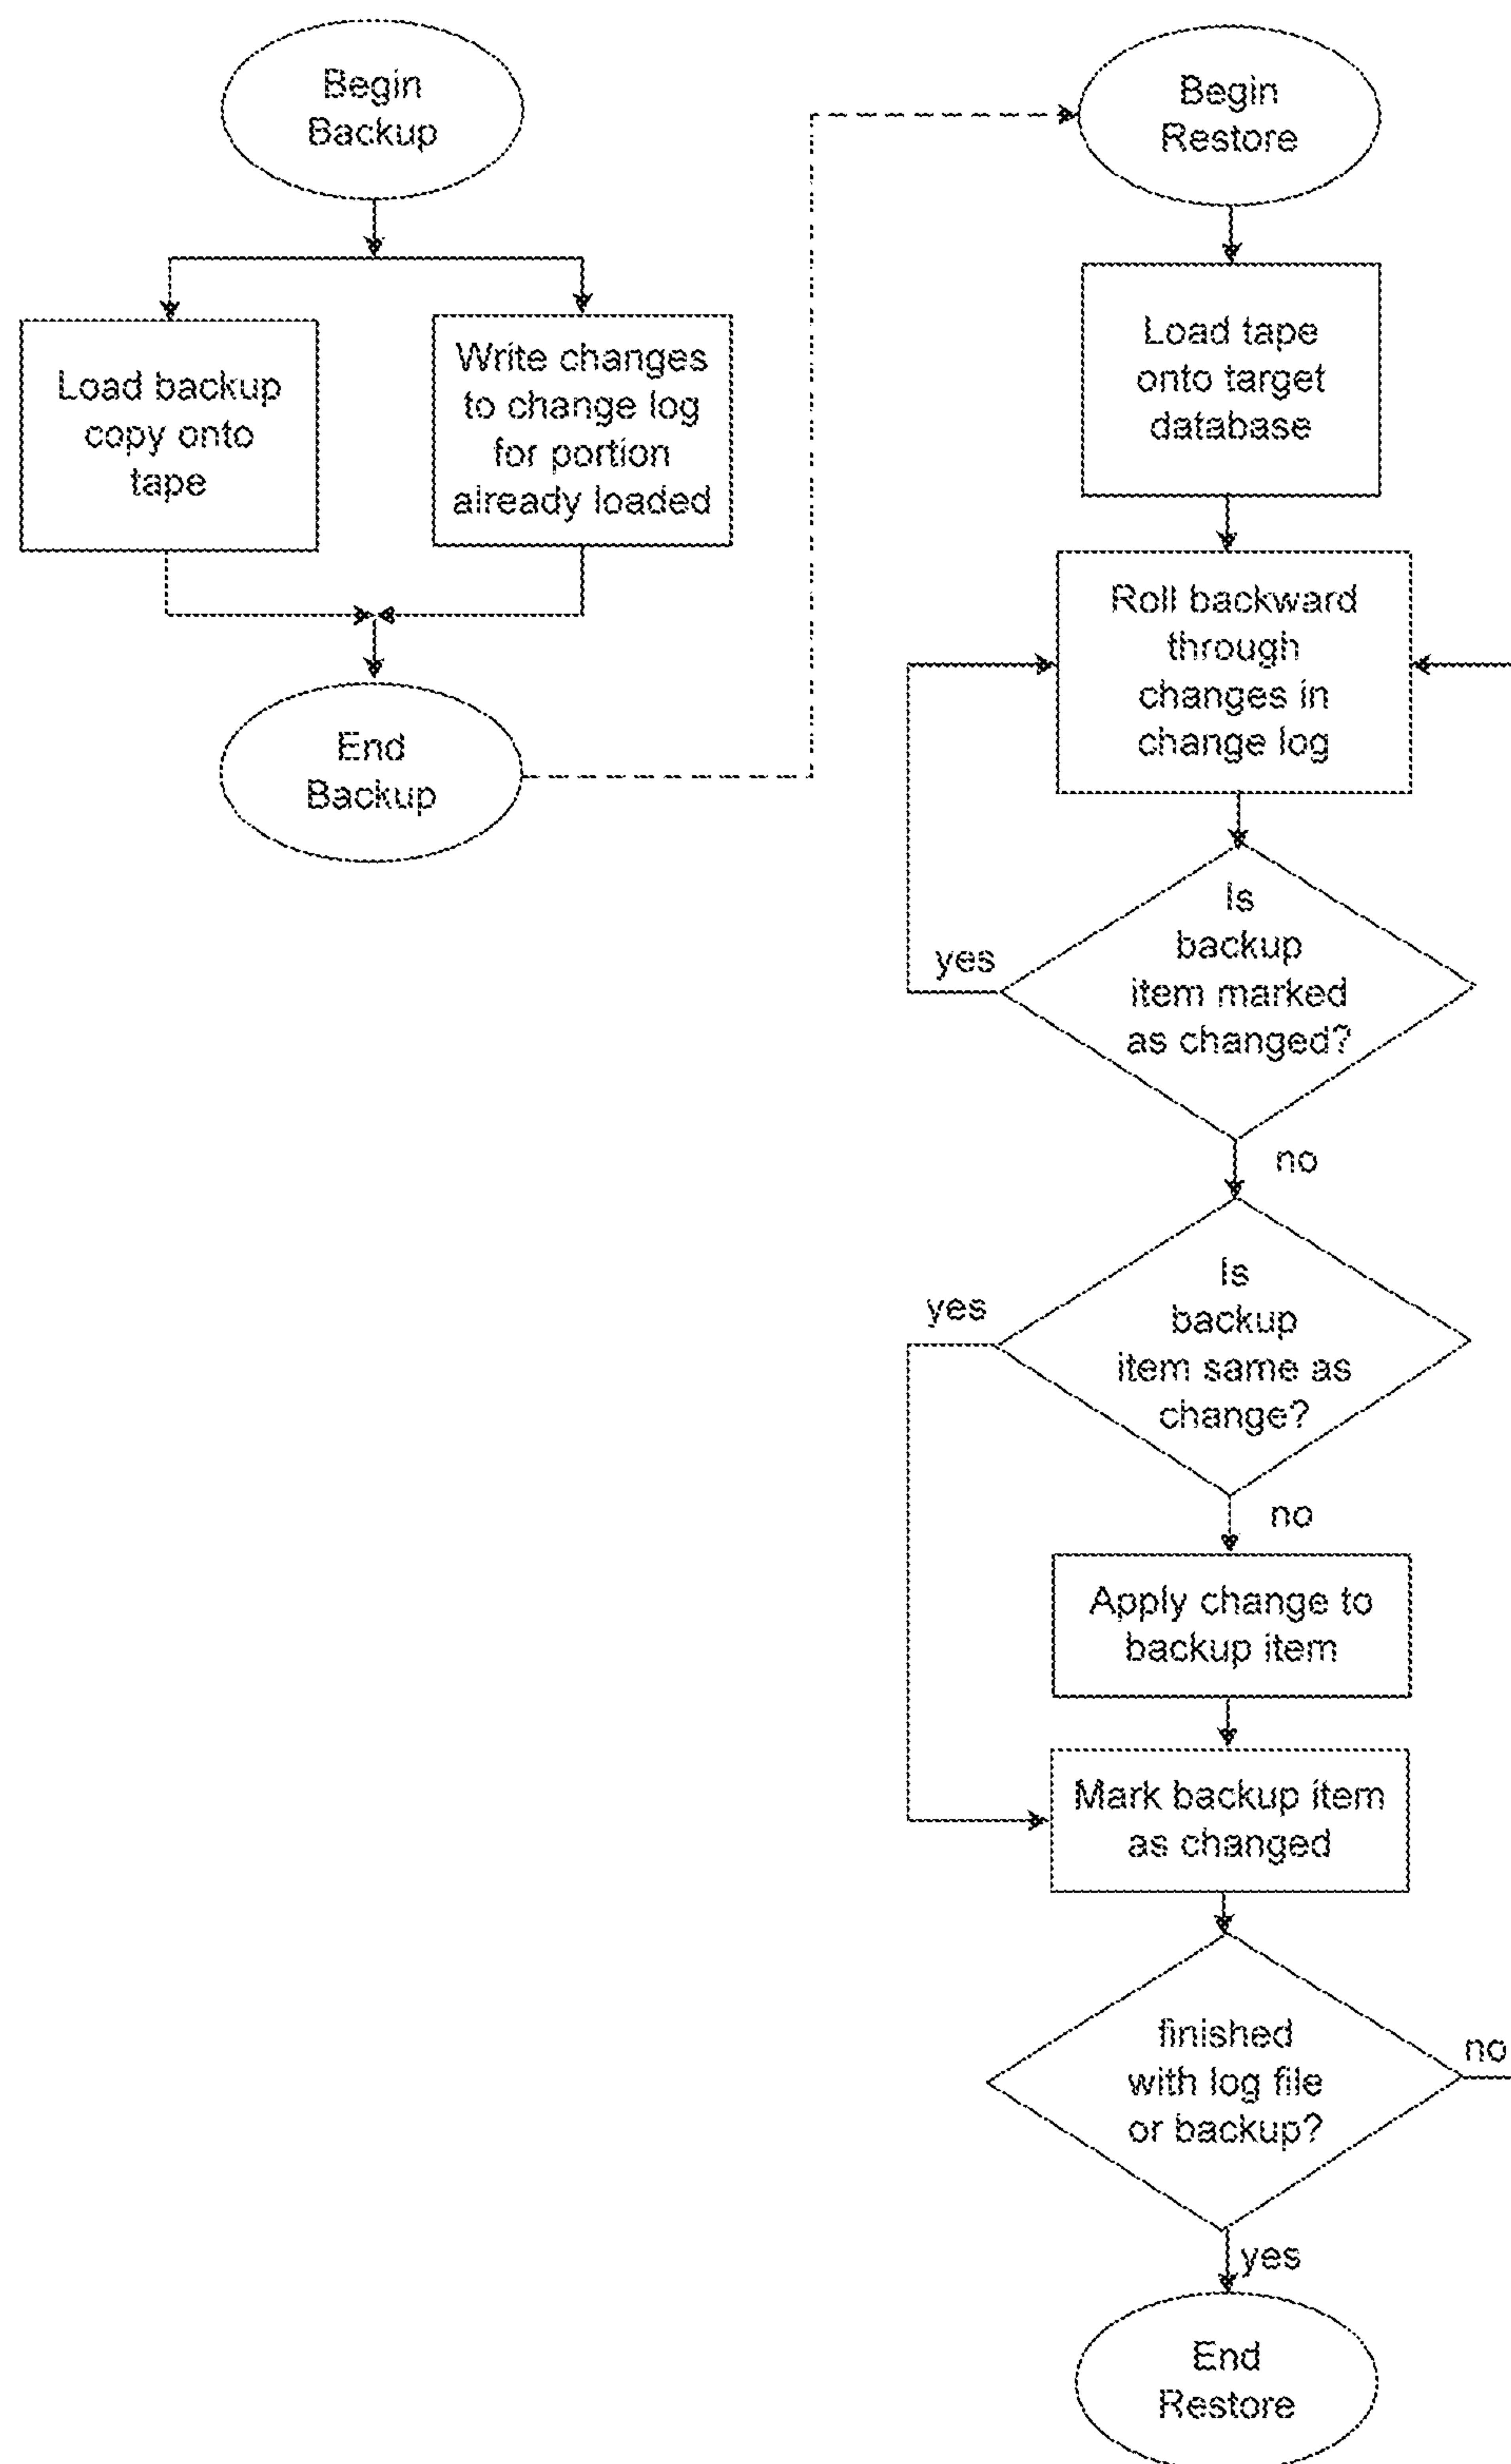 Begin
Backup
Load backup
copy onto
tape
Write changes
to change log
for portion
already loaded
End
Backup
Begin
Restore
Load tape
onto target
database
Roll backward
through
changes in
change log
Is
backup
item marked
as changed?
yes
no
Is
backup
item same as
change?
yes
no
Apply change to
backup item
Mark backup item
as changed
finished
with log file
or backup?
no
yes
End
Restore